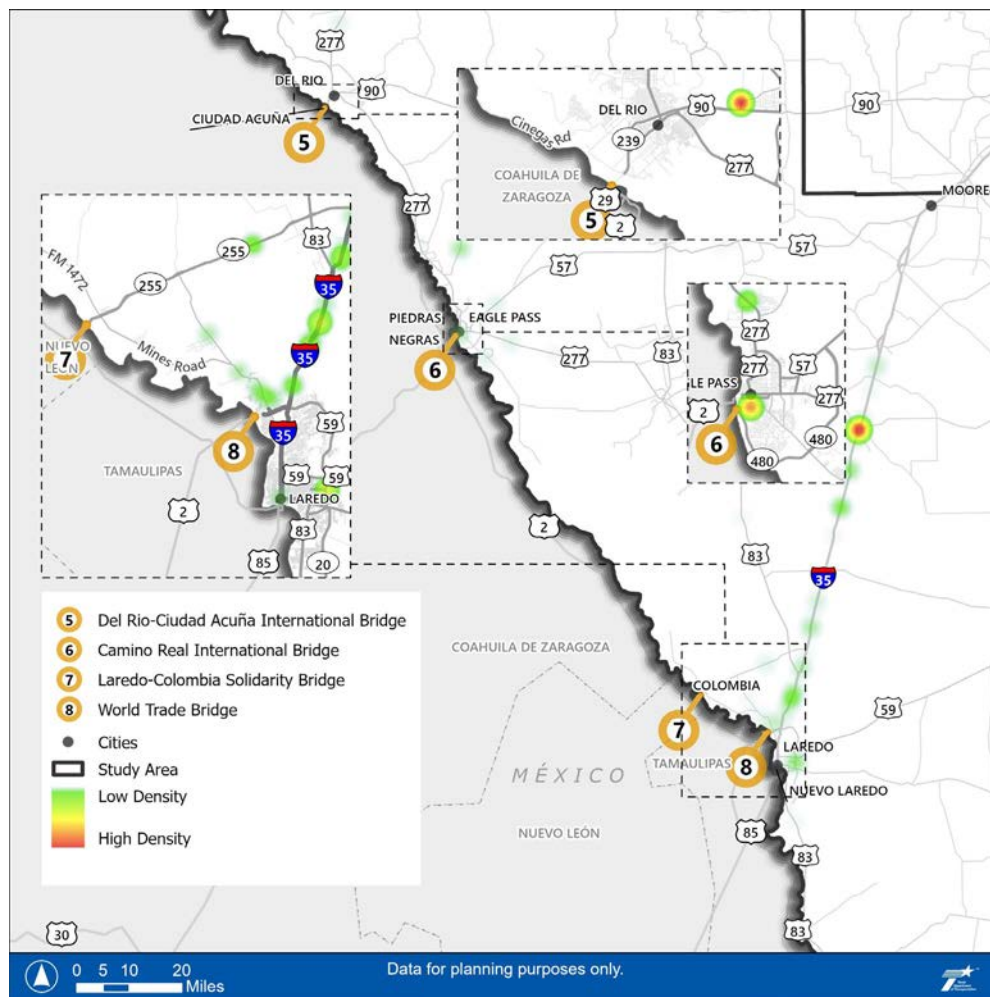 277
DEL RIO
90
CIUDAD ACUÑA
5
277
57
57
90
MOORE
Cinegas Rd
DEL RIO
90
239
277
COAHUILA DE
ZARAGOZA
29
5
2
83
255
255
FM 1472
35
35
NUEVO
LEÓN
7
Mines Road
8
35
59
TAMAULIPAS
59
59
LAREDO
2
83
85
20
PIEDRAS
NEGRAS
EAGLE PASS
6
277
83
277
277
57
LE PASS
277
2
6
480
480
2
83
35
COAHUILA DE ZARAGOZA
COLOMBIA
59
7
TAMAULIPAS
8
LAREDO
NUEVO LAREDO
MÉXICO
NUEVO LEÓN
85
83
83
30
5 Del Rio-Ciudad Acuña International Bridge
6 Camino Real International Bridge
7 Laredo-Colombia Solidarity Bridge
8 World Trade Bridge
Cities
Study Area
Low Density
High Density
0 5 10 20
Miles
Data for planning purposes only.